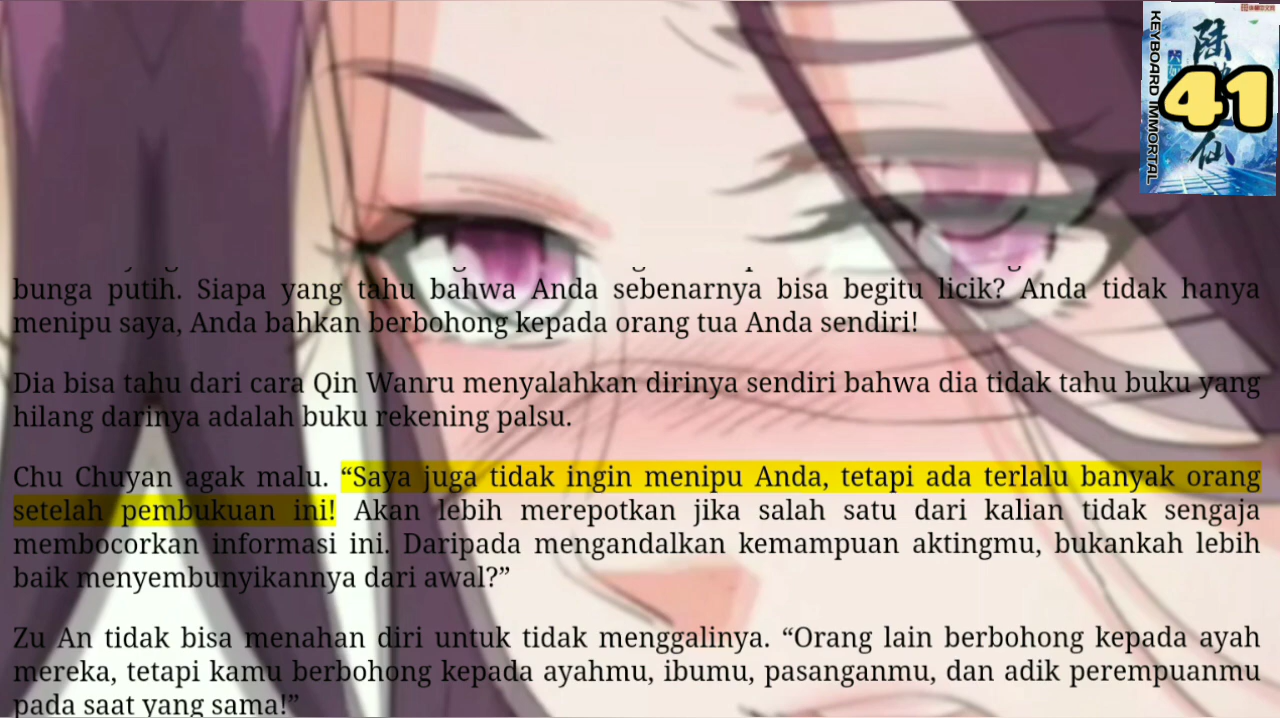 KEYBOARD IMMORTAL
41
仙
bunga putih. Siapa yang tahu bahwa Anda sebenarnya bisa begitu licik? Anda tidak hanya
menipu saya, Anda bahkan berbohong kepada orang tua Anda sendiri!
Dia bisa tahu dari cara Qin Wanru menyalahkan dirinya sendiri bahwa dia tidak tahu buku yang
hilang darinya adalah buku rekening palsu.
Chu Chuyan agak malu. “Saya juga tidak ingin menipu Anda, tetapi ada terlalu banyak orang
setelah pembukuan ini! Akan lebih merepotkan jika salah satu dari kalian tidak sengaja
membocorkan informasi ini. Daripada mengandalkan kemampuan aktingmu, bukankah lebih
baik menyembunyikannya dari awal?”
Zu An tidak bisa menahan diri untuk tidak menggalinya. “Orang lain berbohong kepada ayah
mereka, tetapi kamu berbohong kepada ayahmu, ibumu, pasanganmu, dan adik perempuanmu
pada saat yang sama!”